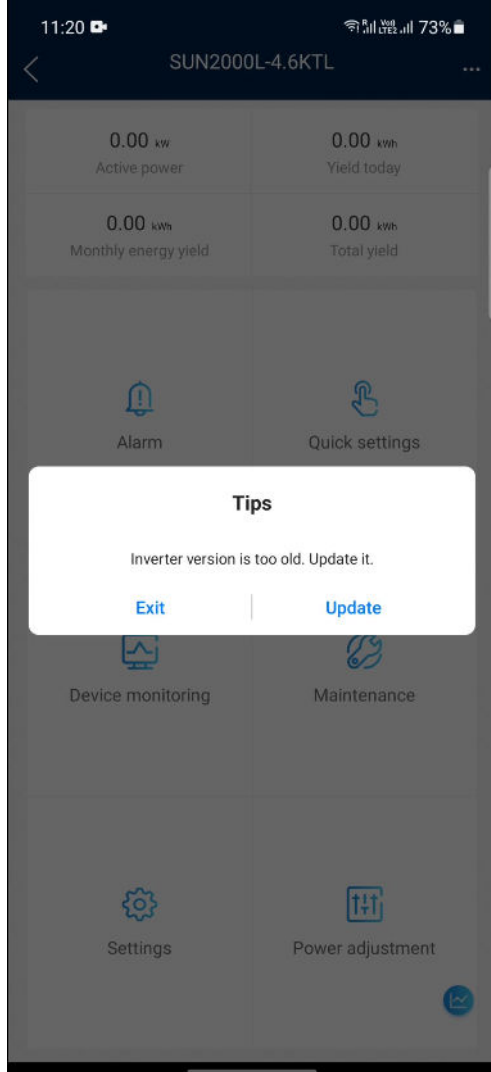 11:20
73%
SUN2000L-4.6KTL
0.00 kW
Active power
0.00 kWh
Yield today
0.00 kWh
Monthly energy yield
0.00 kWh
Total yield
Alarm
Quick settings
Tips
Inverter version is too old. Update it.
Exit
Update
Device monitoring
Maintenance
Settings
Power adjustment